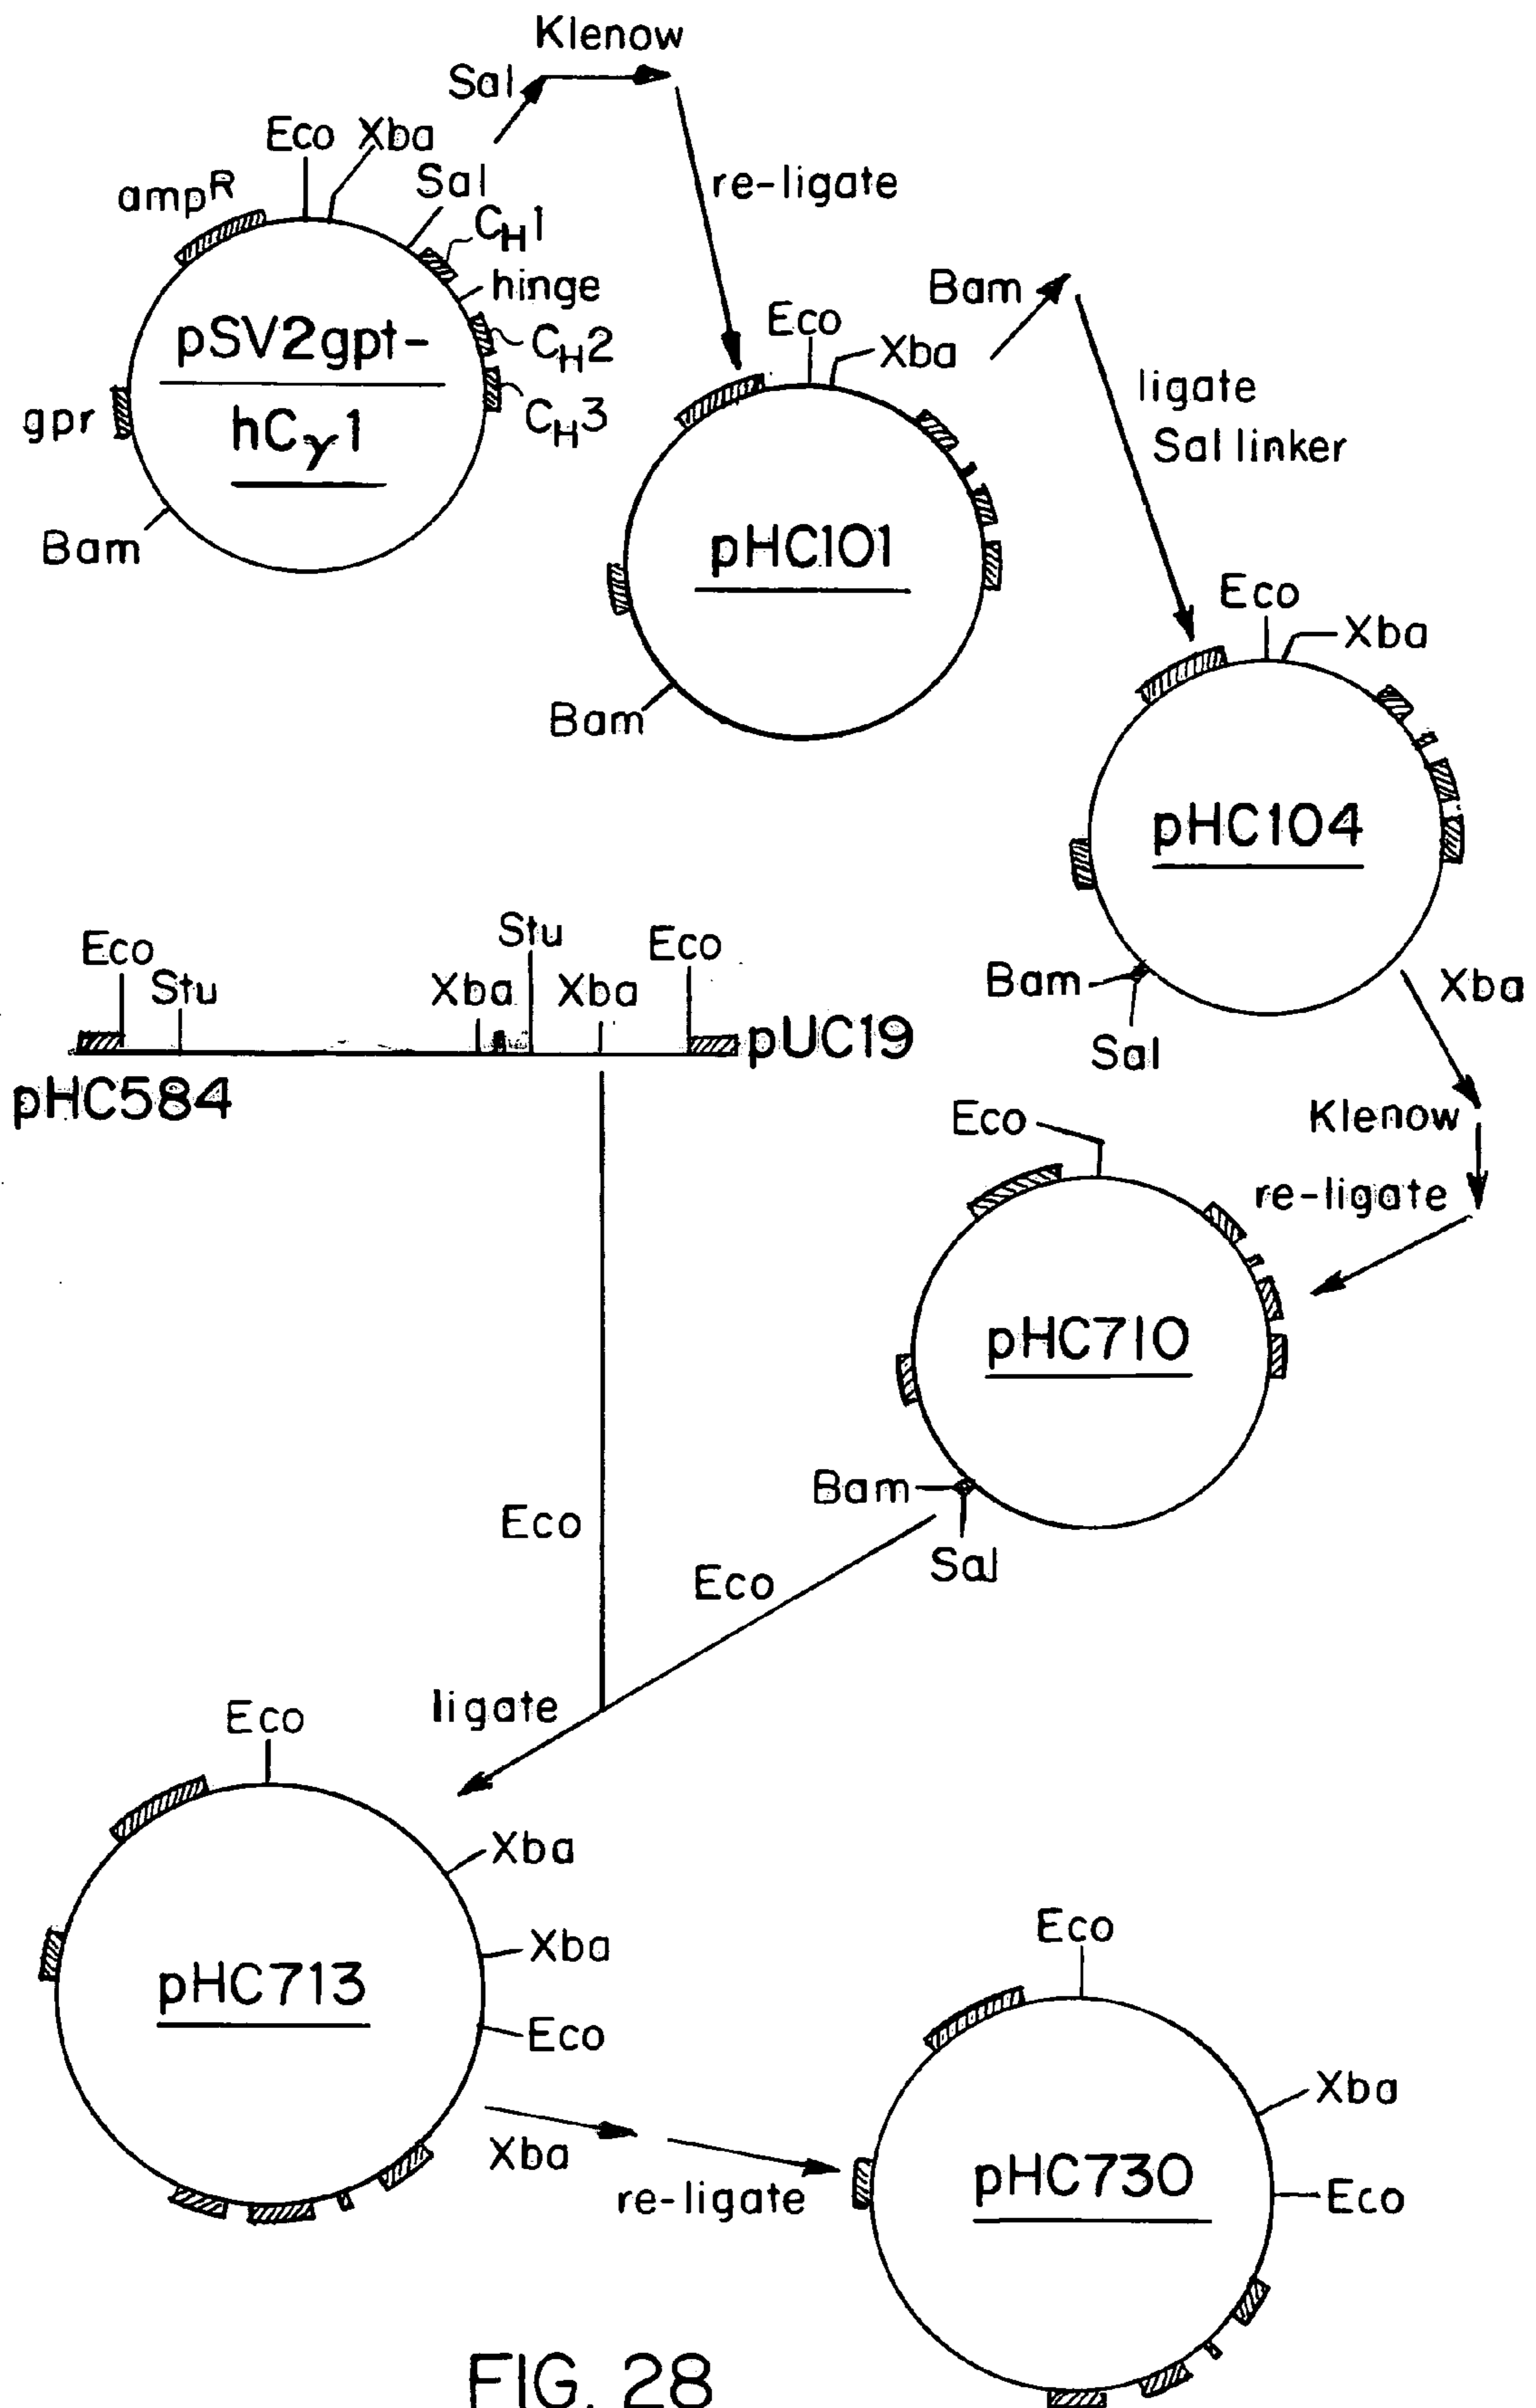 Klenow
Sal
re-ligate
Eco Xba
ampR
Sal
CH1
hinge
CH2
CH3
pSV2gpt-
hCγ1
gpr
Bam
Bam
ligate
Sal linker
Eco
Xba
pHC101
Bam
Eco
Xba
pHC104
Bam
Sal
Xba
Klenow
re-ligate
Eco
Stu
Xba
Stu
Xba
Eco
pUC19
pHC584
Eco
pHC710
Bam
Sal
Eco
Eco
ligate
Eco
Xba
Xba
Eco
pHC713
Xba
re-ligate
Eco
Xba
Eco
pHC730
FIG. 28